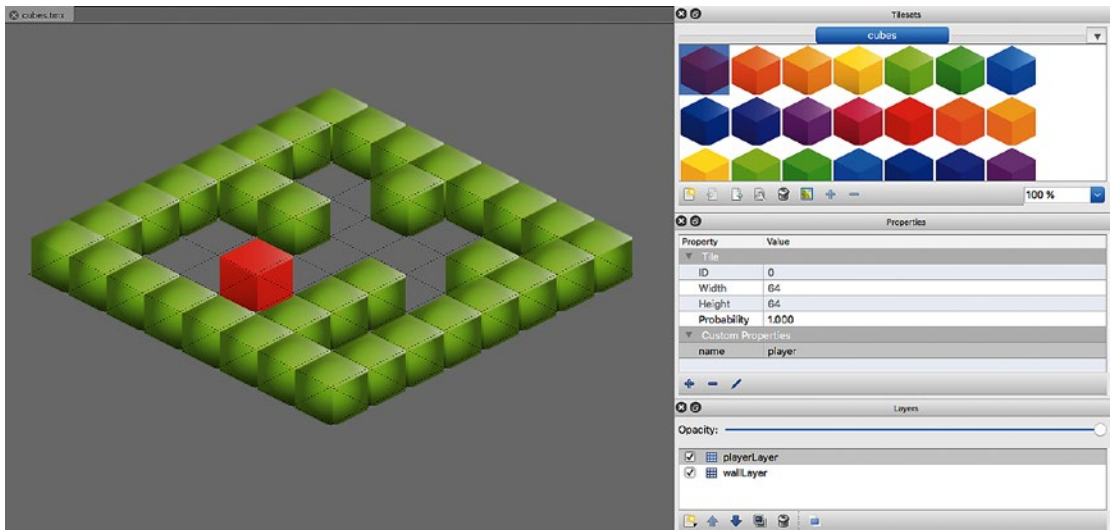 cubes.tmx
Tilesets
cubes
100 %
Properties
Property Value
Tile
ID 0
Width 64
Height 64
Probability 1.000
Custom Properties
name player
Layers
Opacity:
playerLayer
wallLayer